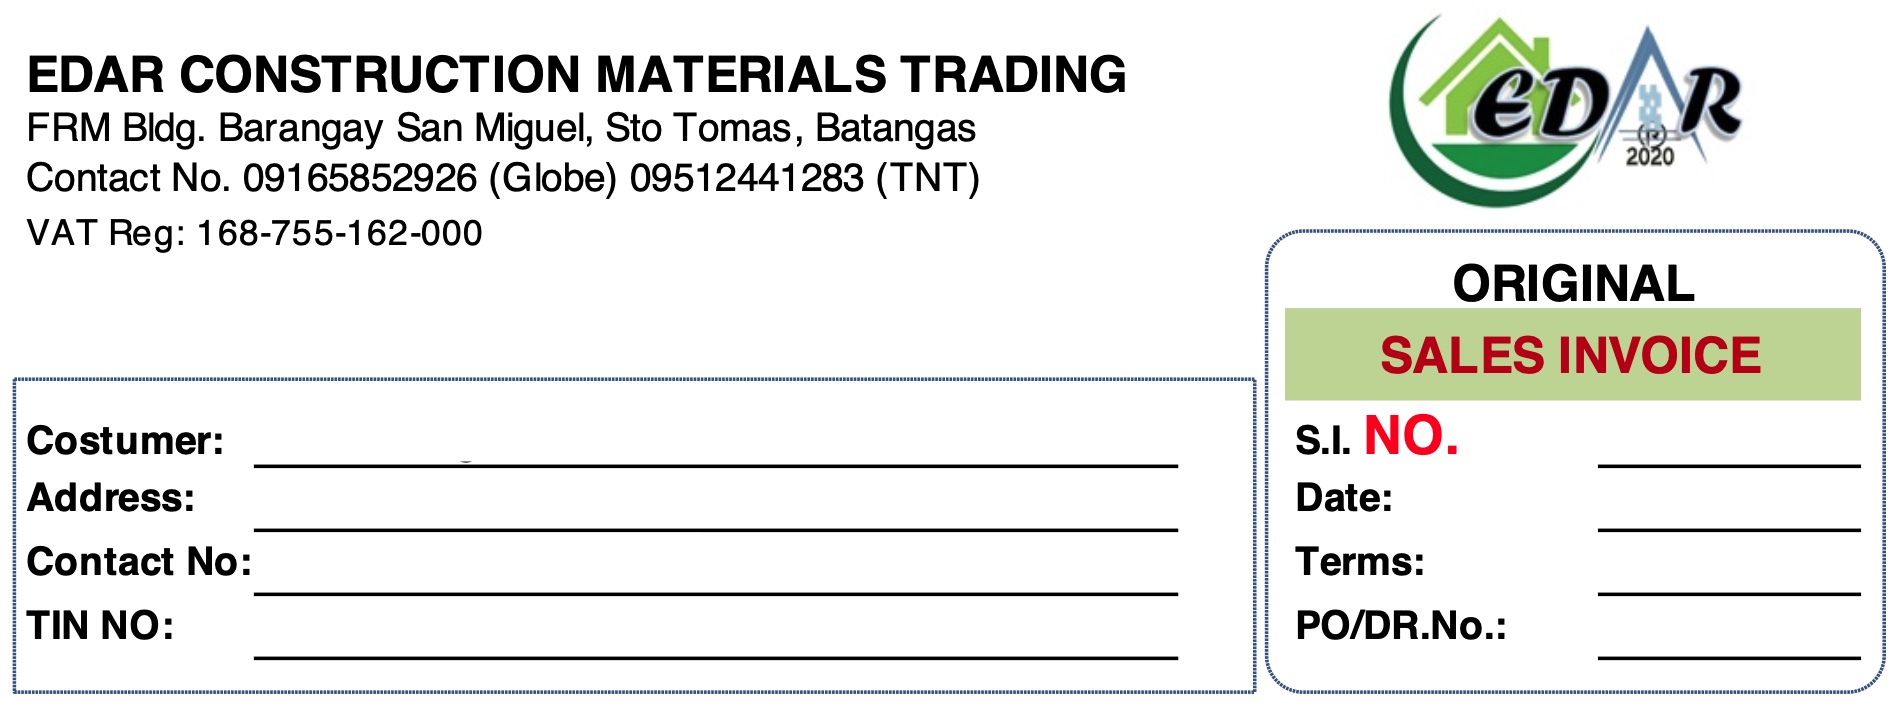 EDAR CONSTRUCTION MATERIALS TRADING
FRM Bldg. Barangay San Miguel, Sto Tomas, Batangas
Contact No. 09165852926 (Globe) 09512441283 (TNT)
VAT Reg: 168-755-162-000
EDAR
(R)
2020
ORIGINAL
SALES INVOICE
Costumer:
Address:
Contact No:
TIN NO:
S.I. NO.
Date:
Terms:
PO/DR.No.: